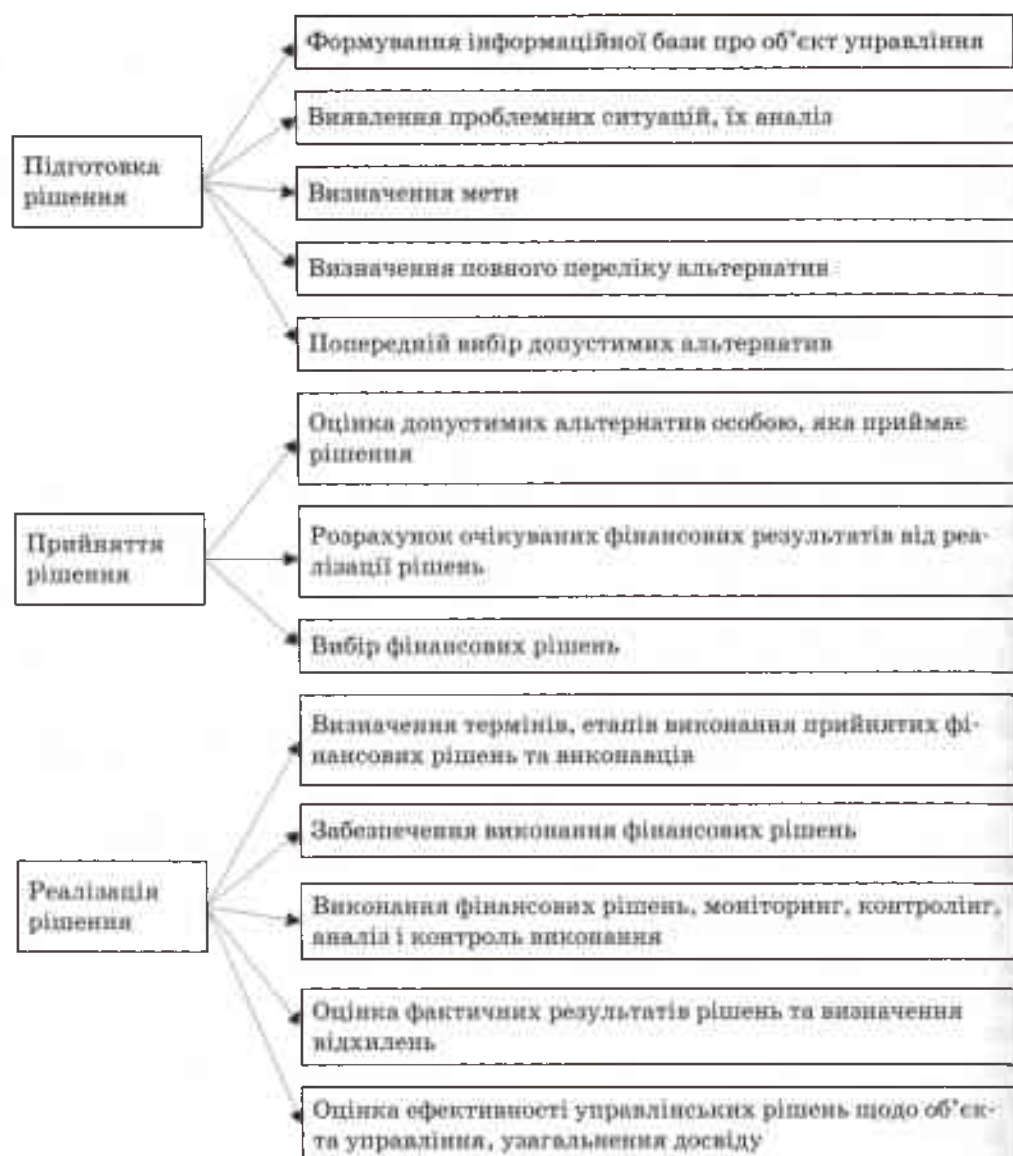 Підготовка
рішення
Формування інформаційної бази про об’єкт управління
Виявлення проблемних ситуацій, їх аналіз
Визначення мети
Визначення повного переліку альтернатив
Попередній вибір допустимих альтернатив
Прийняття
рішення
Оцінка допустимих альтернатив особою, яка приймає
рішення
Розрахунок очікуваних фінансових результатів від реа-
лізації рішень
Вибір фінансових рішень
Реалізація
рішення
Визначення термінів, етапів виконання прийнятих фі-
нансових рішень та виконавців
Забезпечення виконання фінансових рішень
Виконання фінансових рішень, моніторинг, контролінг,
аналіз і контроль виконання
Оцінка фактичних результатів рішень та визначення
відхилень
Оцінка ефективності управлінських рішень щодо об’єк-
та управління, узагальнення досвіду